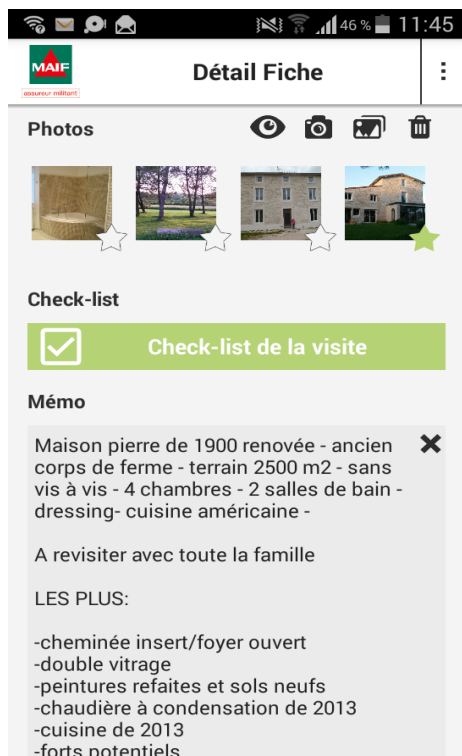 46 % 11:45
MAIF
assureur militant
Détail Fiche
Photos
Check-list
Check-list de la visite
Mémo
Maison pierre de 1900 renovée - ancien
corps de ferme - terrain 2500 m2 - sans
vis à vis - 4 chambres - 2 salles de bain -
dressing- cuisine américaine -
A revisiter avec toute la famille
LES PLUS:
-cheminée insert/foyer ouvert
-double vitrage
-peintures refaites et sols neufs
-chaudière à condensation de 2013
-cuisine de 2013
-forts potentiels